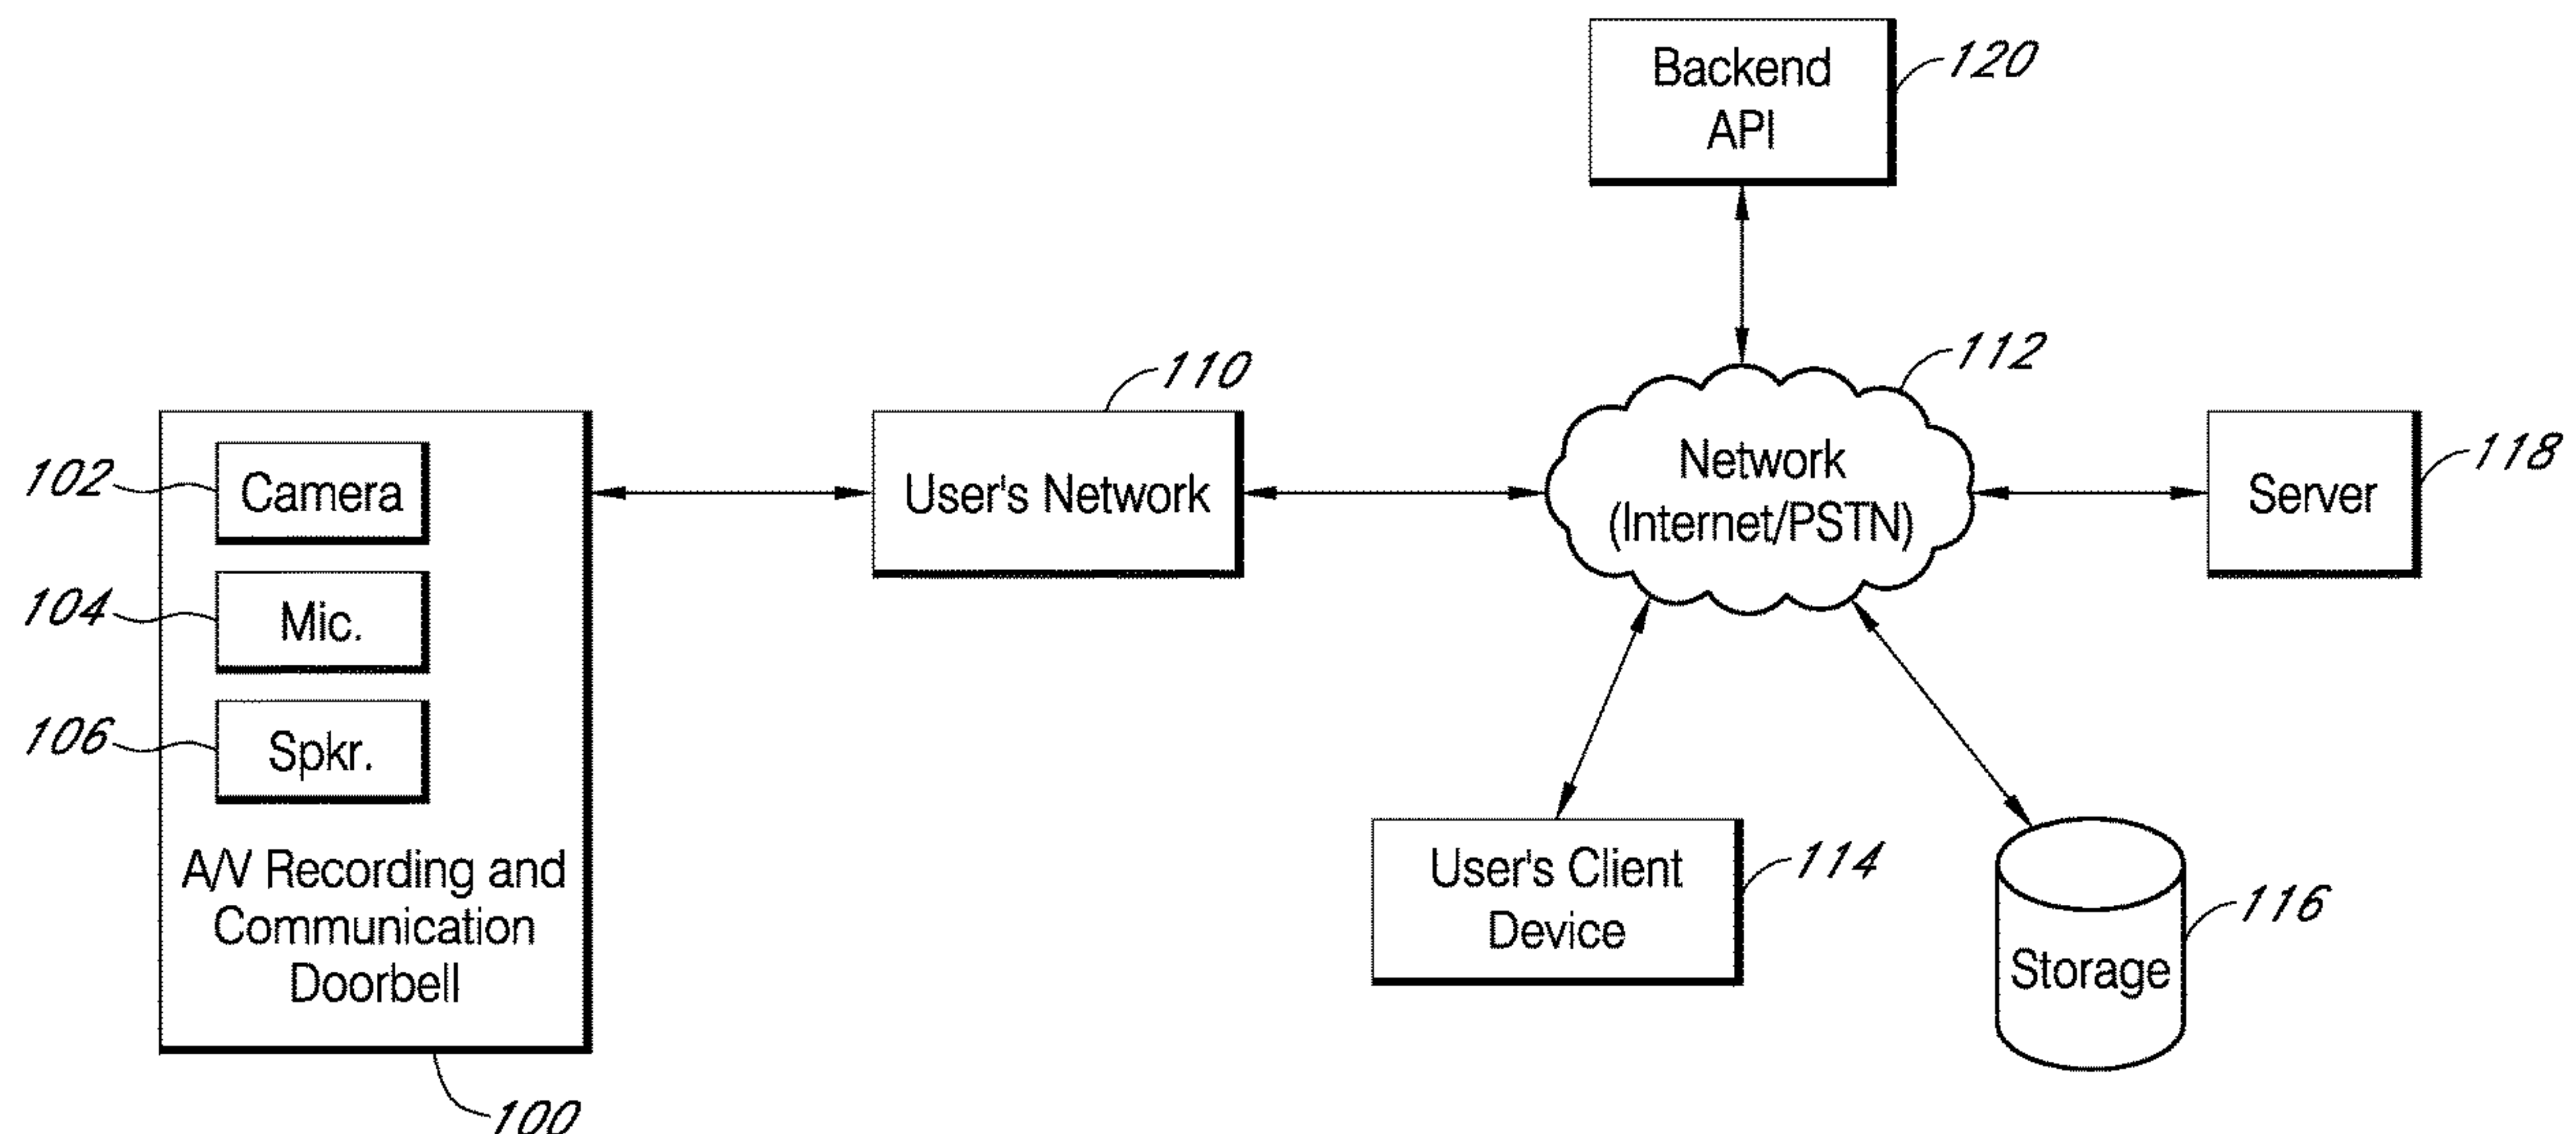 Backend
API
120
110
112
Network
(Internet/PSTN)
118
Server
User's Network
102
Camera
104
Mic.
106
Spkr.
A/V Recording and
Communication
Doorbell
100
User's Client
Device
114
116
Storage